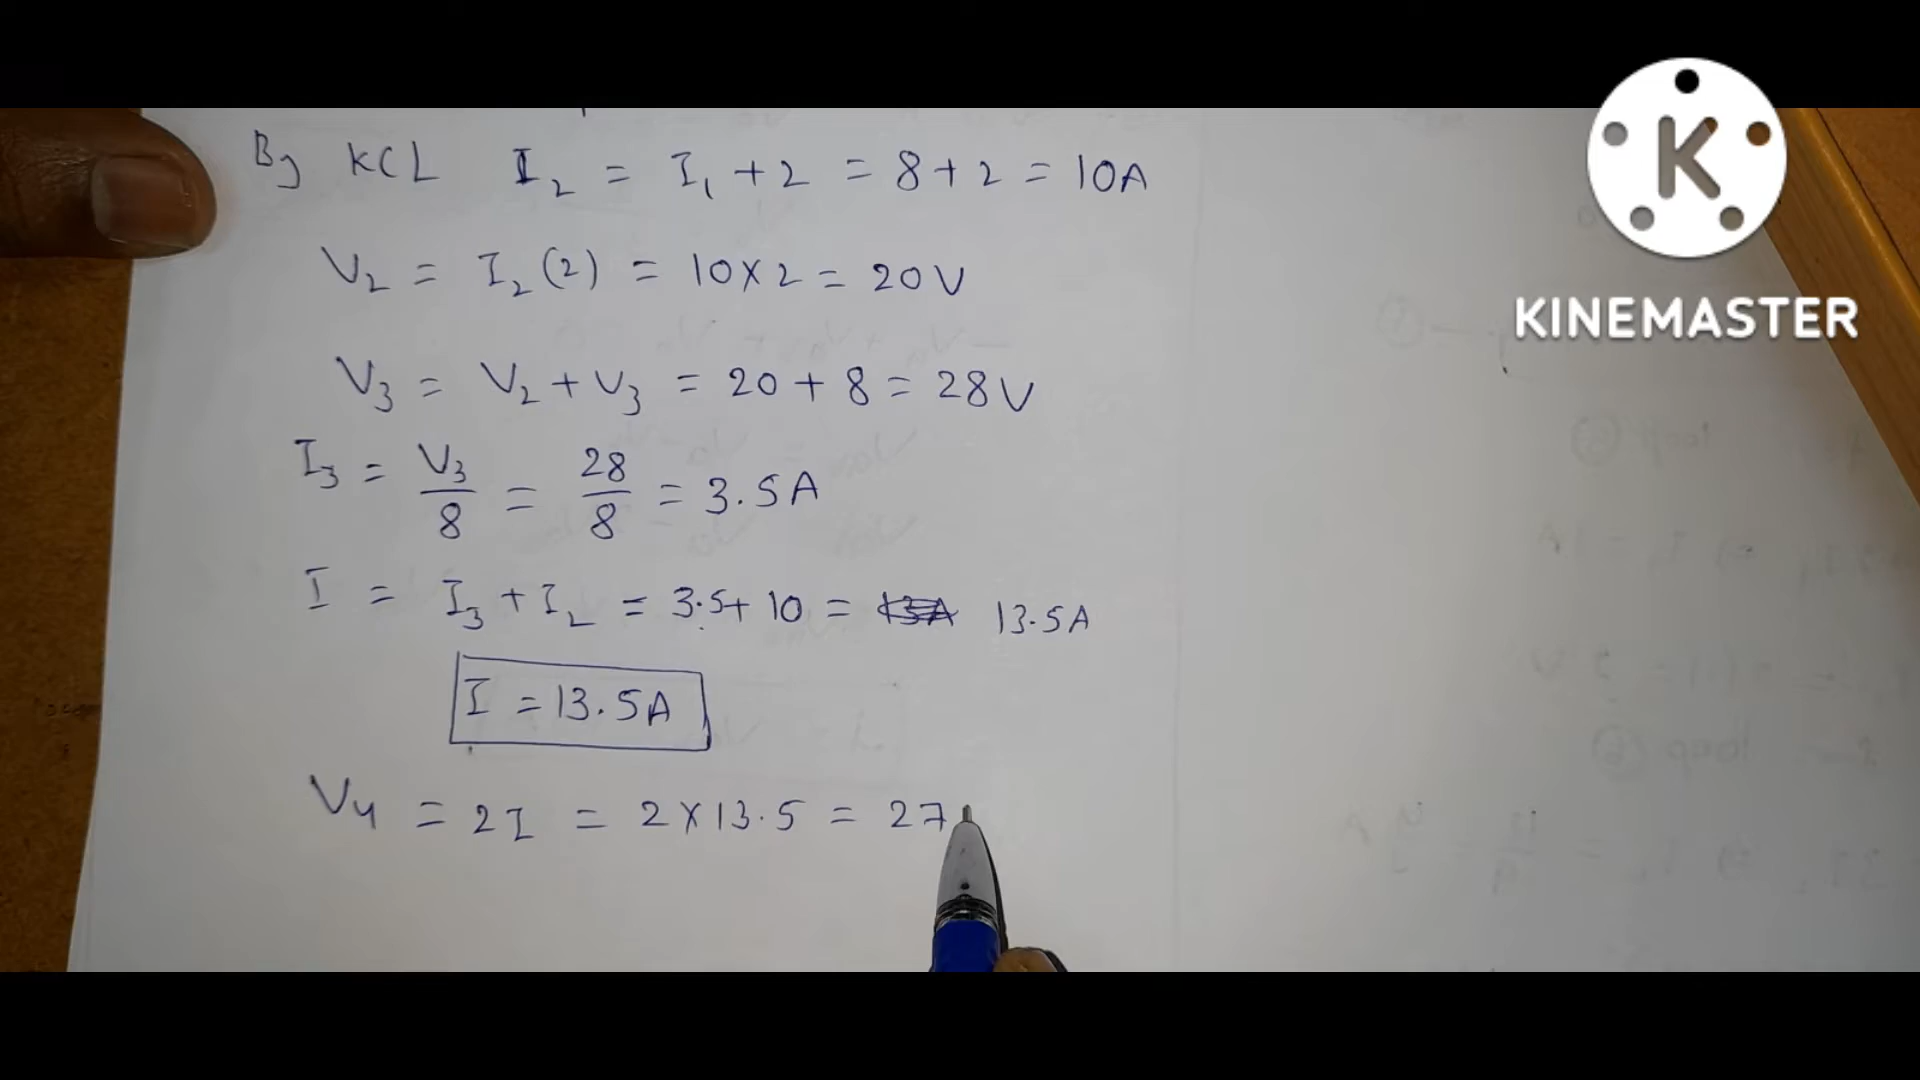 By KCL I₂ = I₁ + 2 = 8 + 2 = 10A
V₂ = I₂ (2) = 10 × 2 = 20V
V₃ = V₂ + V₃ = 20 + 8 = 28V
I₃ = V₃/8 = 28/8 = 3.5A
I = I₃ + I₂ = 3.5 + 10 = 13A 13.5A
I = 13.5A
V₄ = 2I = 2 × 13.5 = 27
K
KINEMASTER